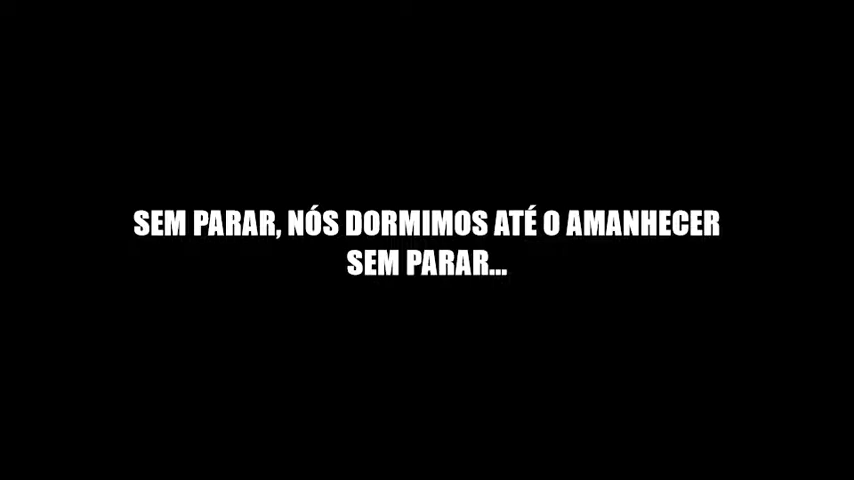 SEM PARAR, NÓS DORMIMOS ATÉ O AMANHECER
SEM PARAR...